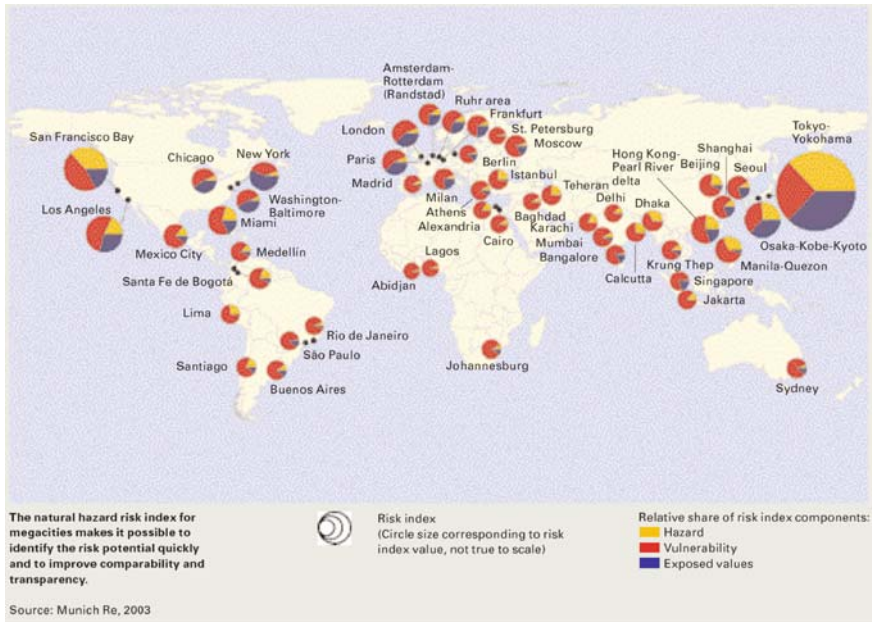 Amsterdam-
Rotterdam
(Randstad)
Ruhr area
Frankfurt
London
St. Petersburg
Moscow
Paris
Berlin
Madrid
Milan
Istanbul
Athens
Alexandria
Cairo
Baghdad
San Francisco Bay
Chicago
New York
Washington-
Baltimore
Los Angeles
Miami
Mexico City
Medellín
Santa Fe de Bogotá
Lima
Rio de Janeiro
São Paulo
Santiago
Buenos Aires
Lagos
Abidjan
Johannesburg
Teheran
Karachi
Delhi
Mumbai
Bangalore
Dhaka
Calcutta
Hong Kong-
Pearl River
delta
Beijing
Shanghai
Seoul
Tokyo-
Yokohama
Osaka-Kobe-Kyoto
Manila-Quezon
Krung Thep
Singapore
Jakarta
Sydney
The natural hazard risk index for
megacities makes it possible to
identify the risk potential quickly
and to improve comparability and
transparency.
Source: Munich Re, 2003
Risk index
(Circle size corresponding to risk
index value, not true to scale)
Relative share of risk index components:
Hazard
Vulnerability
Exposed values